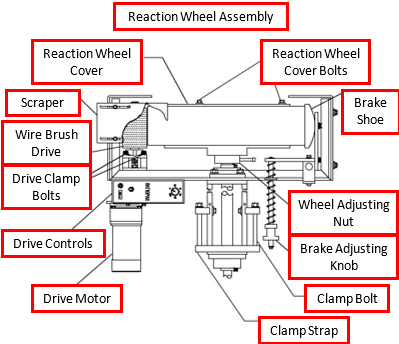 Reaction Wheel Assembly
Reaction Wheel
Cover
Reaction Wheel
Cover Bolts
Scraper
Brake
Shoe
Wire Brush
Drive
Drive Clamp
Bolts
Wheel Adjusting
Nut
Drive Controls
Brake Adjusting
Knob
Drive Motor
Clamp Bolt
Clamp Strap